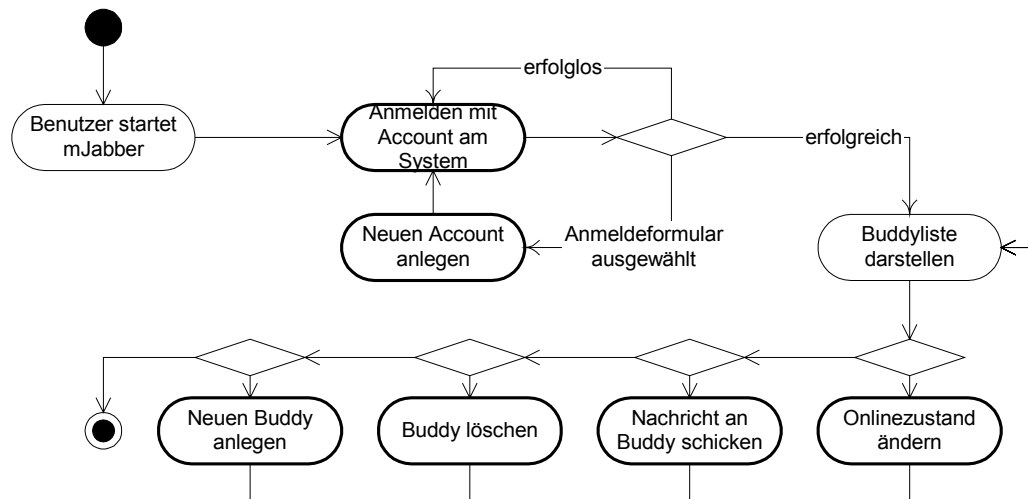 erfolglos
Benutzer startet
mJabber
Anmelden mit
Account am
System
erfolgreich
Neuen Account
anlegen
Anmeldeformular
ausgewählt
Buddyliste
darstellen
Neuen Buddy
anlegen
Buddy löschen
Nachricht an
Buddy schicken
Onlinezustand
ändern